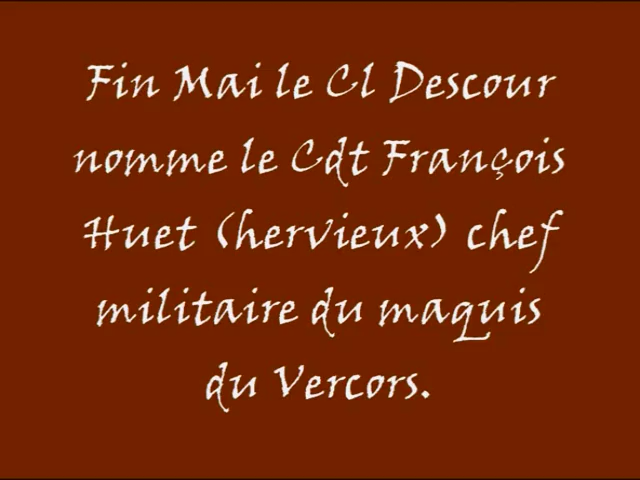 Fin Mai le Cl Descour
nomme le Cdt François
Huet (hervieux) chef
militaire du maquis
du Vercors.